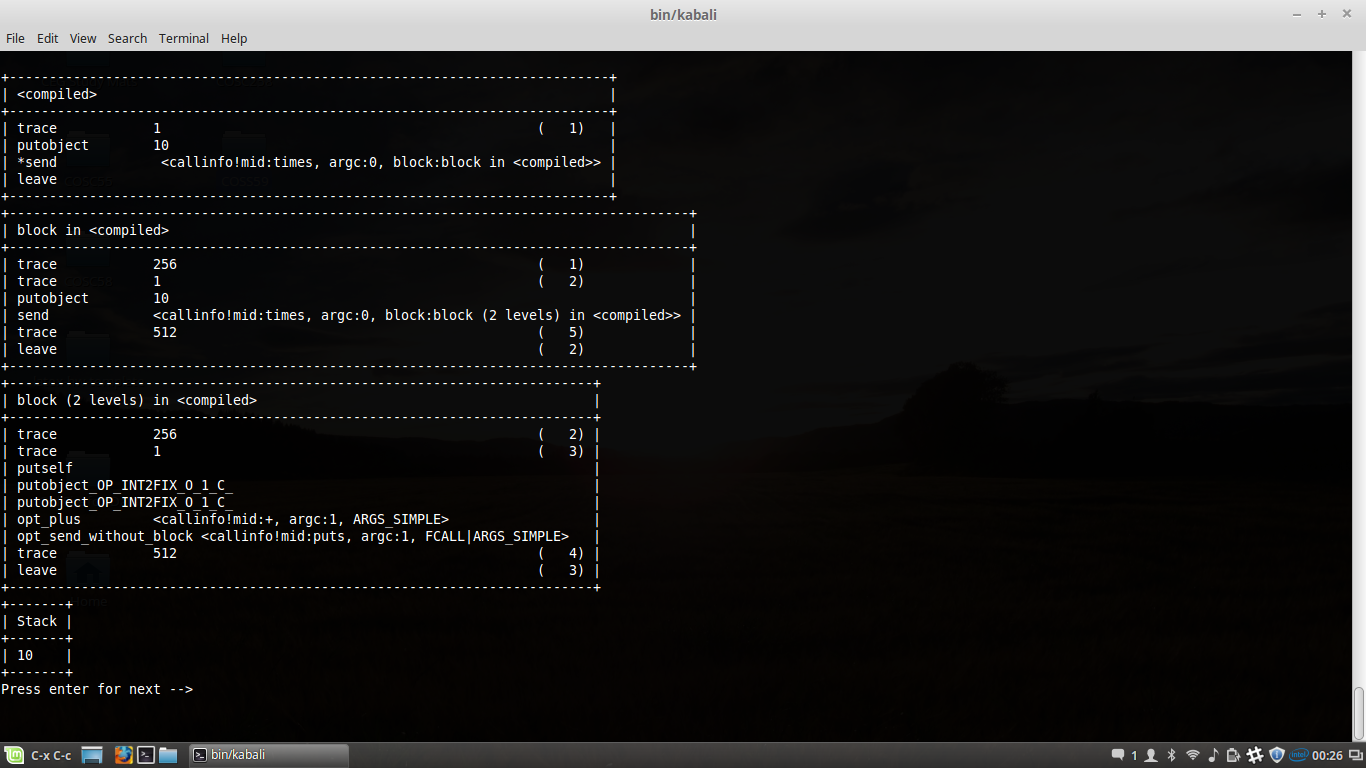 bin/kabali
File Edit View Search Terminal Help
+---------------------------------------------------------------------------+
| <compiled>                                                                |
+---------------------------------------------------------------------------+
| trace            1                                               (   1)   |
| putobject        10                                                       |
| *send             <callinfo!mid:times, argc:0, block:block in <compiled>> |
| leave                                                                     |
+---------------------------------------------------------------------------+
+-------------------------------------------------------------------------------------+
| block in <compiled>                                                                 |
+-------------------------------------------------------------------------------------+
| trace            256                                             (   1)             |
| trace            1                                               (   2)             |
| putobject        10                                                                 |
| send             <callinfo!mid:times, argc:0, block:block (2 levels) in <compiled>> |
| trace            512                                             (   5)             |
| leave                                                            (   2)             |
+-------------------------------------------------------------------------------------+
+-------------------------------------------------------------------------+
| block (2 levels) in <compiled>                                          |
+-------------------------------------------------------------------------+
| trace            256                                             (   2) |
| trace            1                                               (   3) |
| putself                                                                 |
| putobject_OP_INT2FIX_O_1_C_                                             |
| putobject_OP_INT2FIX_O_1_C_                                             |
| opt_plus         <callinfo!mid:+, argc:1, ARGS_SIMPLE>                  |
| opt_send_without_block <callinfo!mid:puts, argc:1, FCALL|ARGS_SIMPLE>   |
| trace            512                                             (   4) |
| leave                                                            (   3) |
+-------------------------------------------------------------------------+
+-------+
| Stack |
+-------+
| 10    |
+-------+
Press enter for next -->
C-x C-c bin/kabali 1 intel 00:26